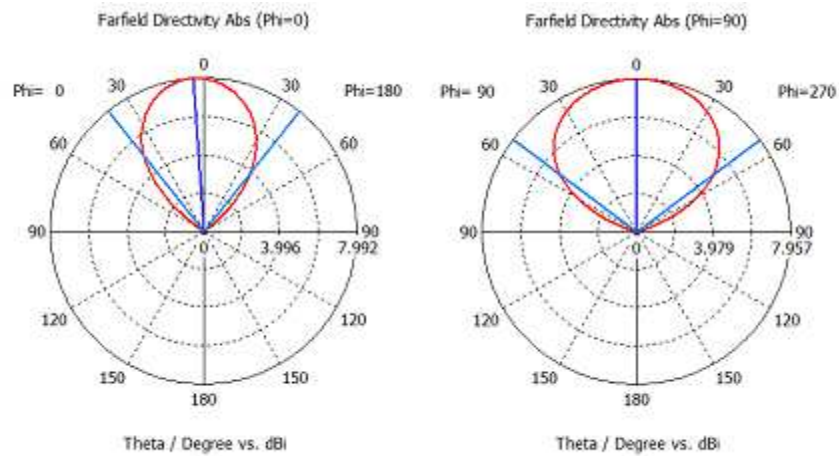 Farfield Directivity Abs (Phi=0)
0
30 30
Phi= 0 Phi=180
60 60
90 90
0 3.996 7.992
120 120
150 150
180
Theta / Degree vs. dBi
Farfield Directivity Abs (Phi=90)
0
30 30
Phi= 90 Phi=270
60 60
90 90
0 3.979 7.957
120 120
150 150
180
Theta / Degree vs. dBi